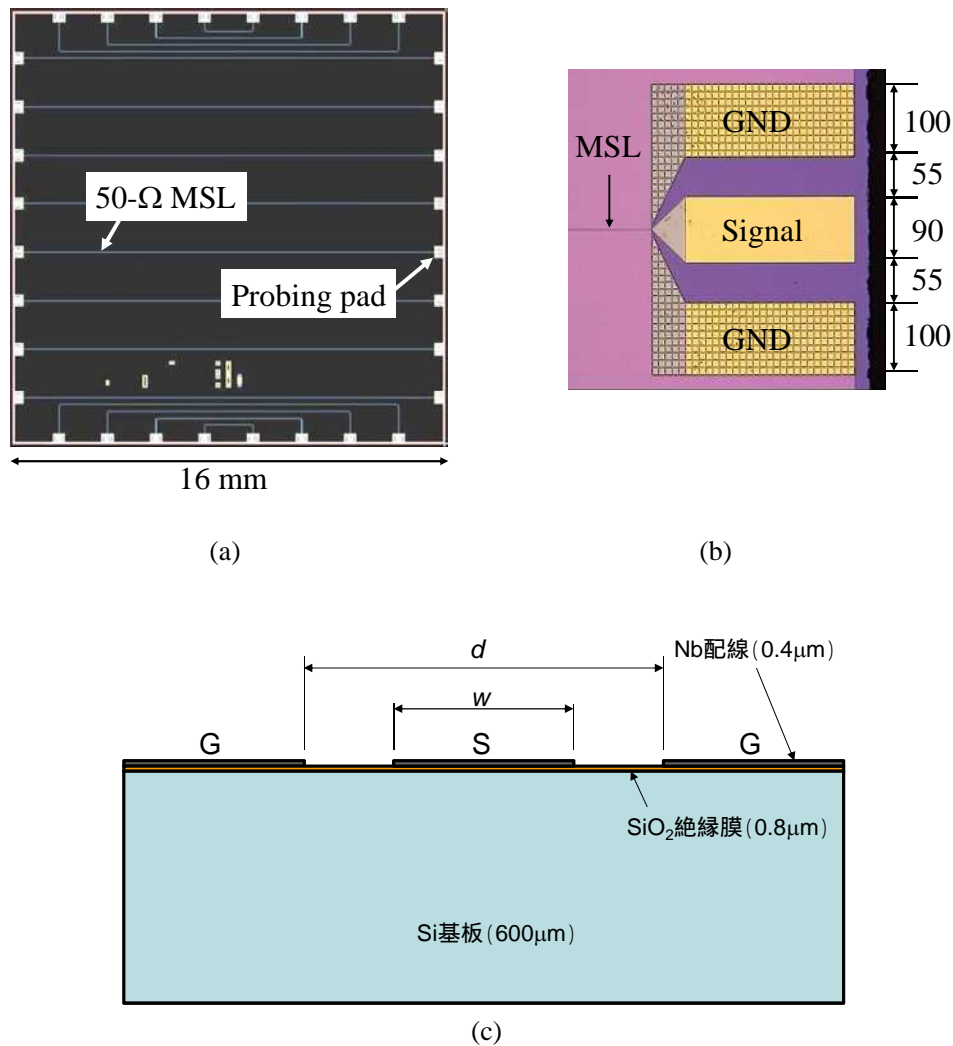 50-Ω MSL
Probing pad
16 mm
(a)
MSL
GND
Signal
GND
100
55
90
55
100
(b)
d
w
Nb配線(0.4μm)
G
S
G
SiO₂絶縁膜(0.8μm)
Si基板(600μm)
(c)